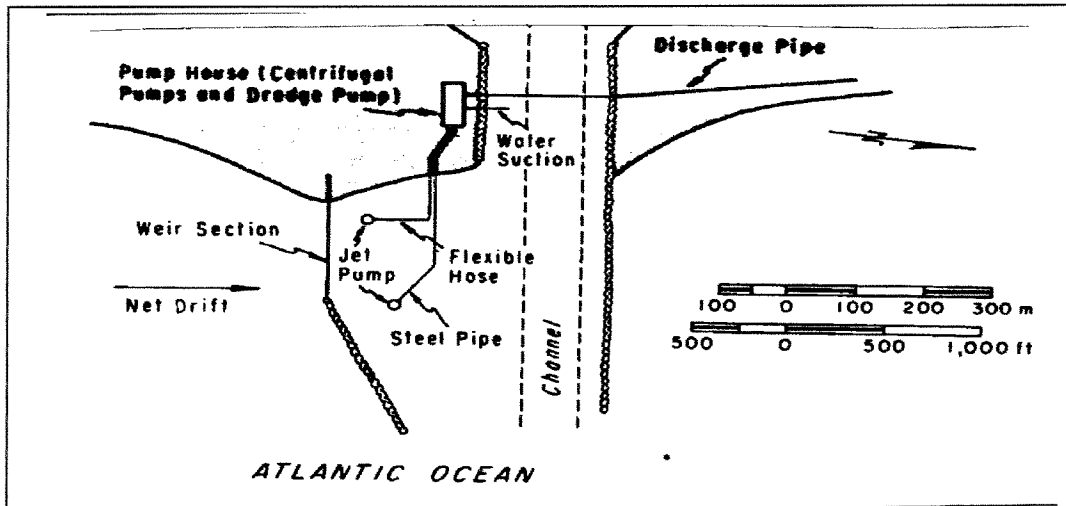 Discharge Pipe
Pump House (Centrifugal
Pumps and Dredge Pump)
Water
Suction
Weir Section
Jet
Pump
Flexible
Hose
Net Drift
Steel Pipe
Channel
100 0 100 200 300 m
500 0 500 1,000 ft
ATLANTIC OCEAN